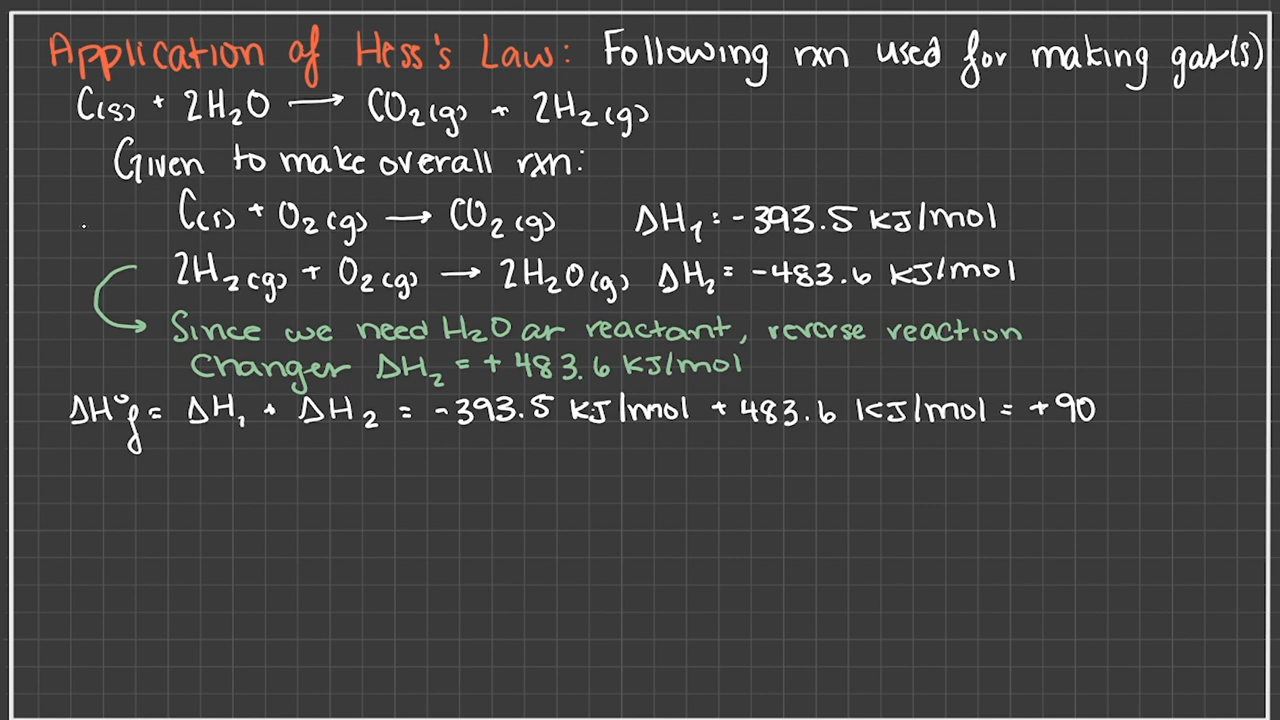 Application of Hess's Law: Following rxn used for making gas(s)
C(s) + 2H₂O → CO₂(g) + 2H₂(g)
Given to make overall rxn:
C(s) + O₂(g) → CO₂(g) ΔH₁ = -393.5 kJ/mol
2H₂(g) + O₂(g) → 2H₂O(g) ΔH₂ = -483.6 kJ/mol
Since we need H₂O as reactant, reverse reaction
Changes ΔH₂ = +483.6 kJ/mol
ΔH°f = ΔH₁ + ΔH₂ = -393.5 kJ/mol + 483.6 kJ/mol = +90